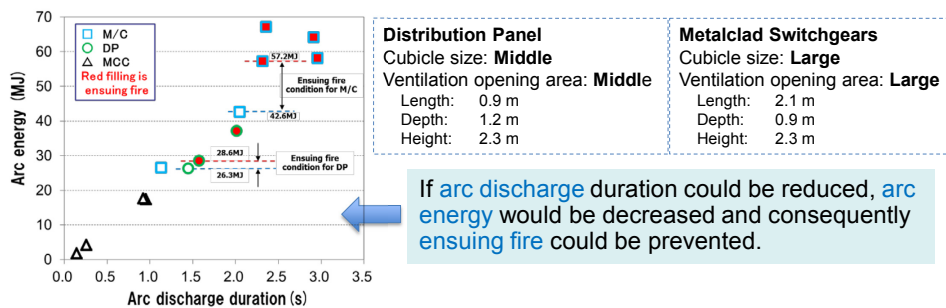 70
60
50
40
30
20
10
0
Arc energy (MJ)
M/C
DP
MCC
Red filling is
ensuing fire
57.2MJ
Ensuing fire
condition for M/C
42.6MJ
28.6MJ
Ensuing fire
condition for DP
26.3MJ
0.0 0.5 1.0 1.5 2.0 2.5 3.0 3.5
Arc discharge duration(s)
Distribution Panel
Cubicle size: Middle
Ventilation opening area: Middle
Length: 0.9 m
Depth: 1.2 m
Height: 2.3 m
Metalclad Switchgears
Cubicle size: Large
Ventilation opening area: Large
Length: 2.1 m
Depth: 0.9 m
Height: 2.3 m
If arc discharge duration could be reduced, arc
energy would be decreased and consequently
ensuing fire could be prevented.